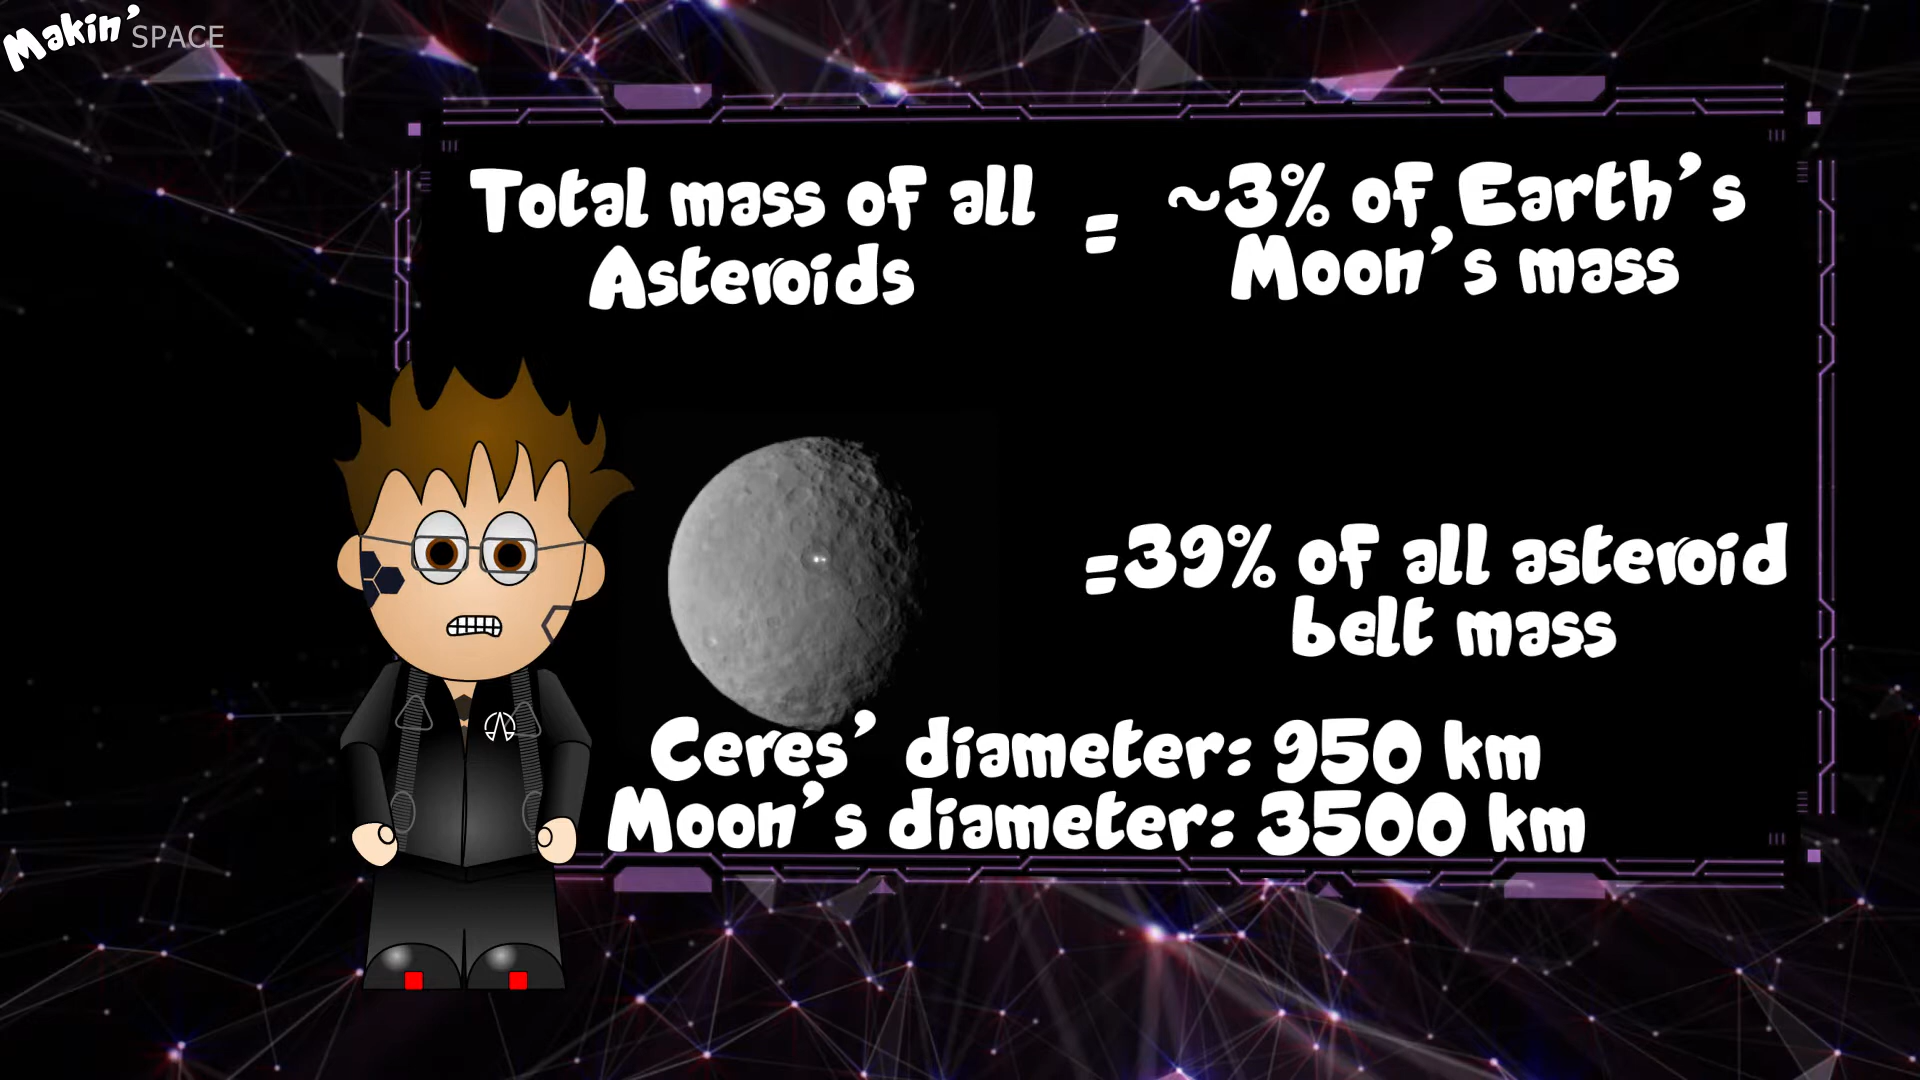 Makin' SPACE
Total mass of all
Asteroids
=
~3% of Earth's
Moon's mass
=39% of all asteroid
belt mass
Ceres' diameter: 950 km
Moon's diameter: 3500 km